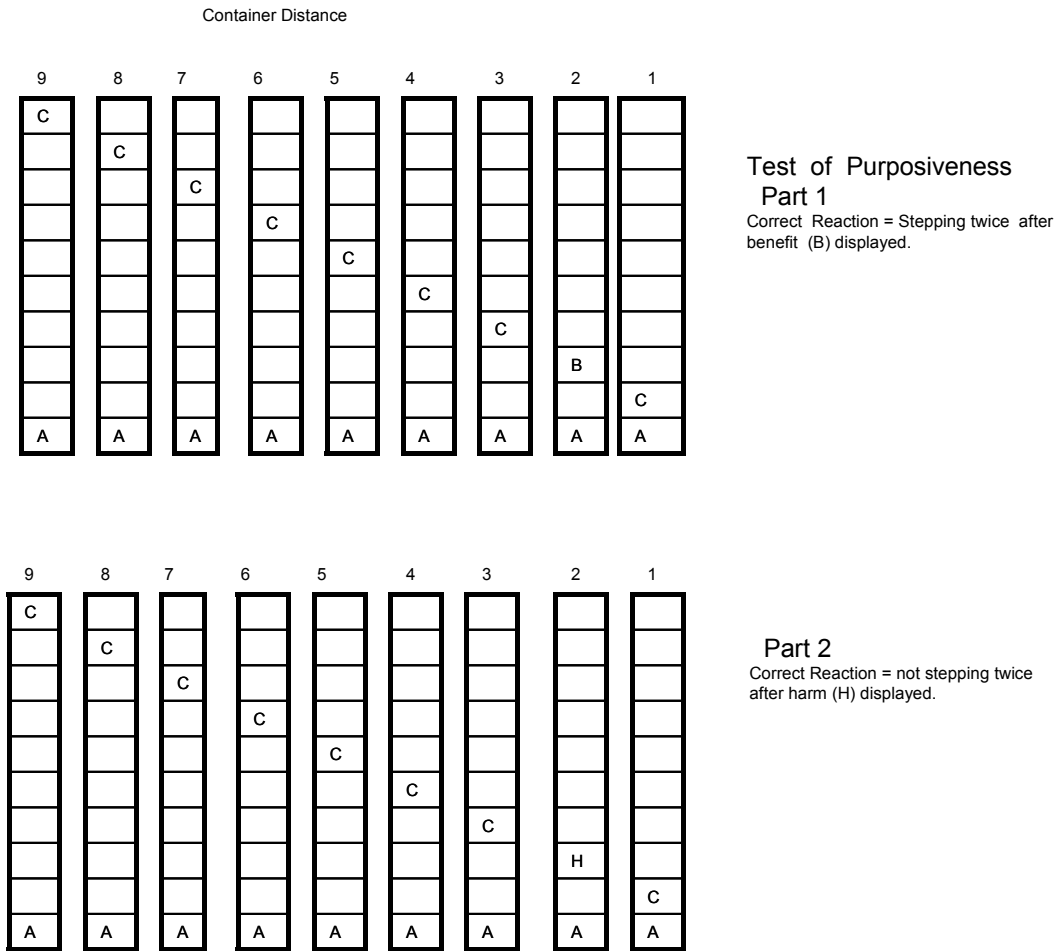 Container Distance
9 8 7 6 5 4 3 2 1
C
C
C
C
C
C
C
B
C
A A A A A A A A A
Test of Purposiveness
Part 1
Correct Reaction = Stepping twice after
benefit (B) displayed.
9 8 7 6 5 4 3 2 1
C
C
C
C
C
C
C
H
C
A A A A A A A A A
Part 2
Correct Reaction = not stepping twice
after harm (H) displayed.